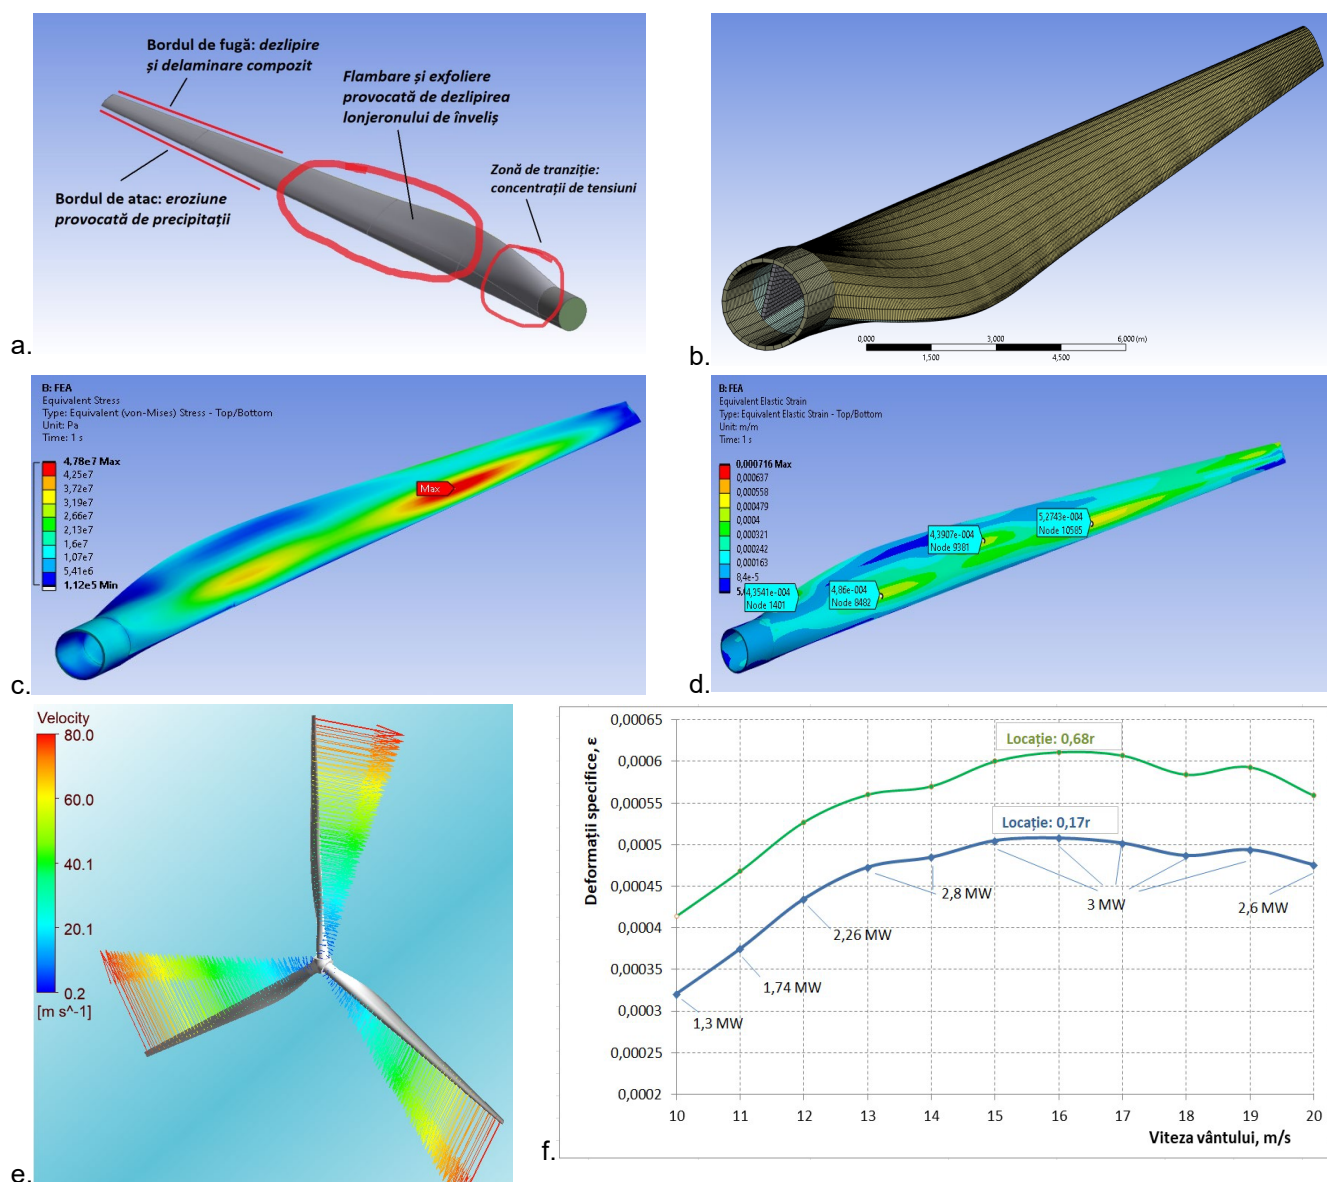 Bordul de fugă: dezlipire
și delaminare compozit
Flambare și exfoliere
provocată de dezlipirea
lonjeronului de înveliș
Zonă de tranziție:
concentrații de tensiuni
Bordul de atac: eroziune
provocată de precipitații
a.
0,000
3,000
6,000 (m)
1,500
4,500
b.
B: FEA
Equivalent Stress
Type: Equivalent (von-Mises) Stress - Top/Bottom
Unit: Pa
Time: 1 s
4,78e7 Max
4,25e7
3,72e7
3,19e7
2,66e7
2,13e7
1,6e7
1,07e7
5,41e6
1,12e5 Min
Max
c.
B: FEA
Equivalent Elastic Strain
Type: Equivalent Elastic Strain - Top/Bottom
Unit: m/m
Time: 1 s
0,000716 Max
0,000637
0,000558
0,000479
0,0004
0,000321
0,000242
0,000163
8,4e-5
5,2743e-004
Node 10585
4,3907e-004
Node 9381
4,3541e-004
Node 1401
4,86e-004
Node 8482
d.
Velocity
80.0
60.0
40.1
20.1
0.2
[m s^-1]
e.
Deformații specifice, ε
0,00065
0,0006
0,00055
0,0005
0,00045
0,0004
0,00035
0,0003
0,00025
0,0002
Locație: 0,68r
Locație: 0,17r
1,3 MW
1,74 MW
2,26 MW
2,8 MW
3 MW
2,6 MW
10 11 12 13 14 15 16 17 18 19 20
Viteza vântului, m/s
f.